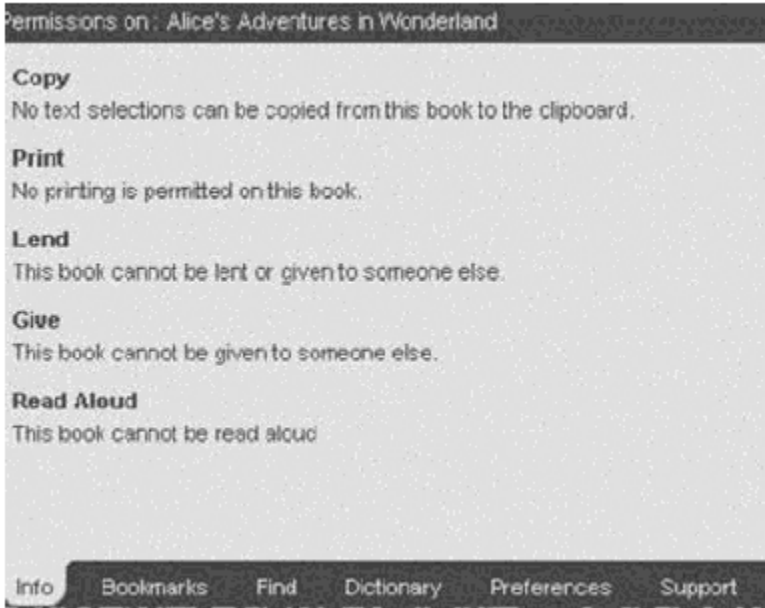 Permissions on : Alice's Adventures in Wonderland
Copy
No text selections can be copied from this book to the clipboard.
Print
No printing is permitted on this book.
Lend
This book cannot be lent or given to someone else.
Give
This book cannot be given to someone else.
Read Aloud
This book cannot be read aloud
Info Bookmarks Find Dictionary Preferences Support